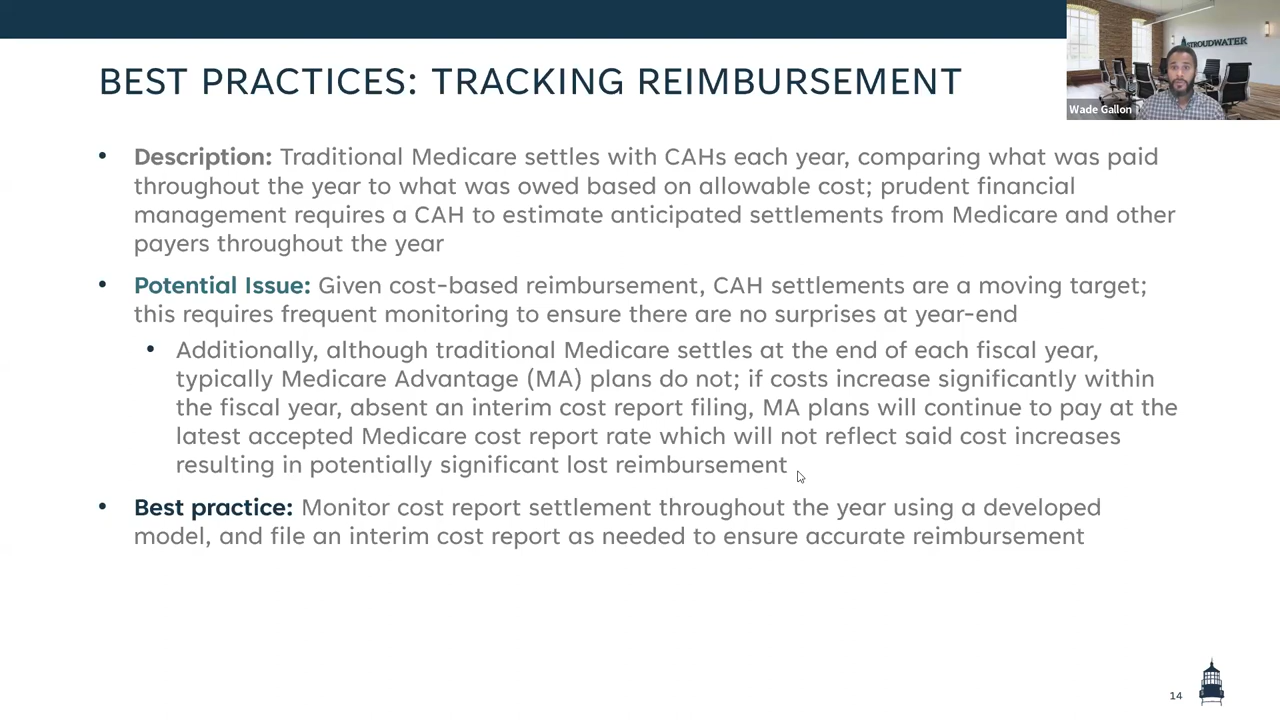 STROUDWATER
Wade Gallon
BEST PRACTICES: TRACKING REIMBURSEMENT
• Description: Traditional Medicare settles with CAHs each year, comparing what was paid
throughout the year to what was owed based on allowable cost; prudent financial
management requires a CAH to estimate anticipated settlements from Medicare and other
payers throughout the year
• Potential Issue: Given cost-based reimbursement, CAH settlements are a moving target;
this requires frequent monitoring to ensure there are no surprises at year-end
• Additionally, although traditional Medicare settles at the end of each fiscal year,
typically Medicare Advantage (MA) plans do not; if costs increase significantly within
the fiscal year, absent an interim cost report filing, MA plans will continue to pay at the
latest accepted Medicare cost report rate which will not reflect said cost increases
resulting in potentially significant lost reimbursement
• Best practice: Monitor cost report settlement throughout the year using a developed
model, and file an interim cost report as needed to ensure accurate reimbursement
14